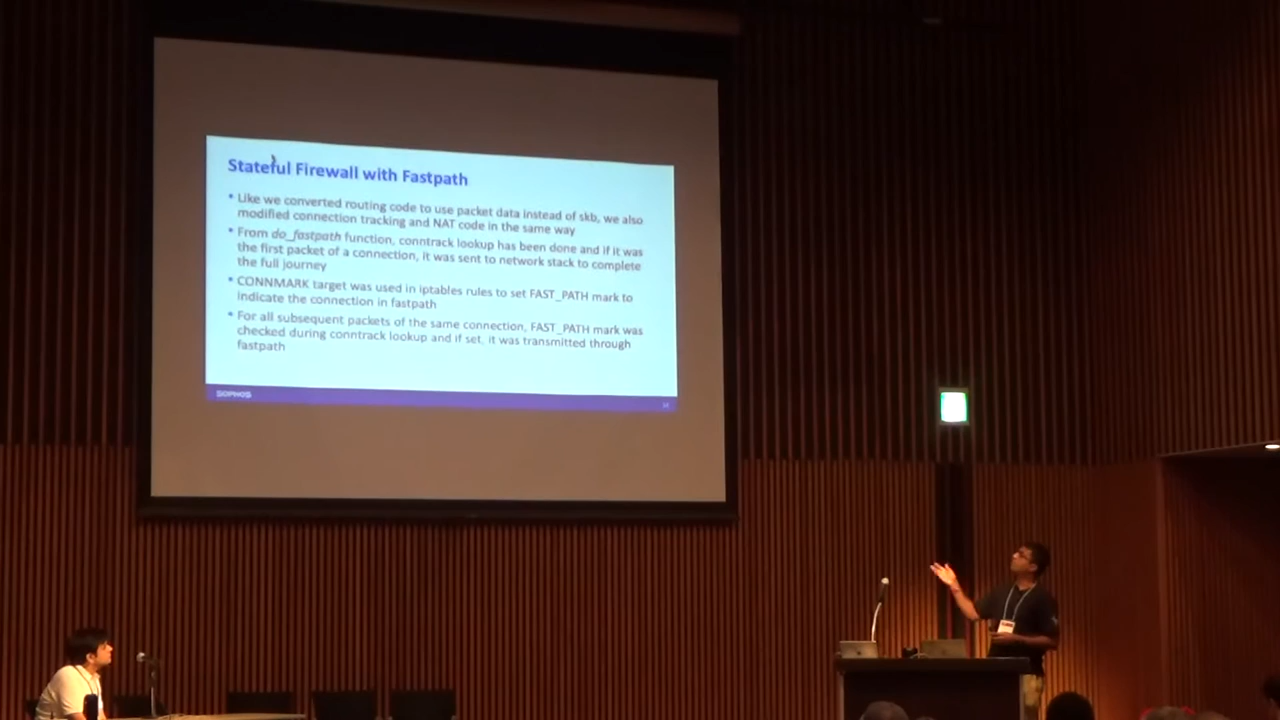 Stateful Firewall with Fastpath
• Like we converted routing code to use packet data instead of skb, we also
modified connection tracking and NAT code in the same way
• From do_fastpath function, conntrack lookup has been done and if it was
the first packet of a connection, it was sent to network stack to complete
the full journey
• CONNMARK target was used in iptables rules to set FAST_PATH mark to
indicate the connection in fastpath
• For all subsequent packets of the same connection, FAST_PATH mark was
checked during conntrack lookup and if set, it was transmitted through
fastpath
SOPHOS